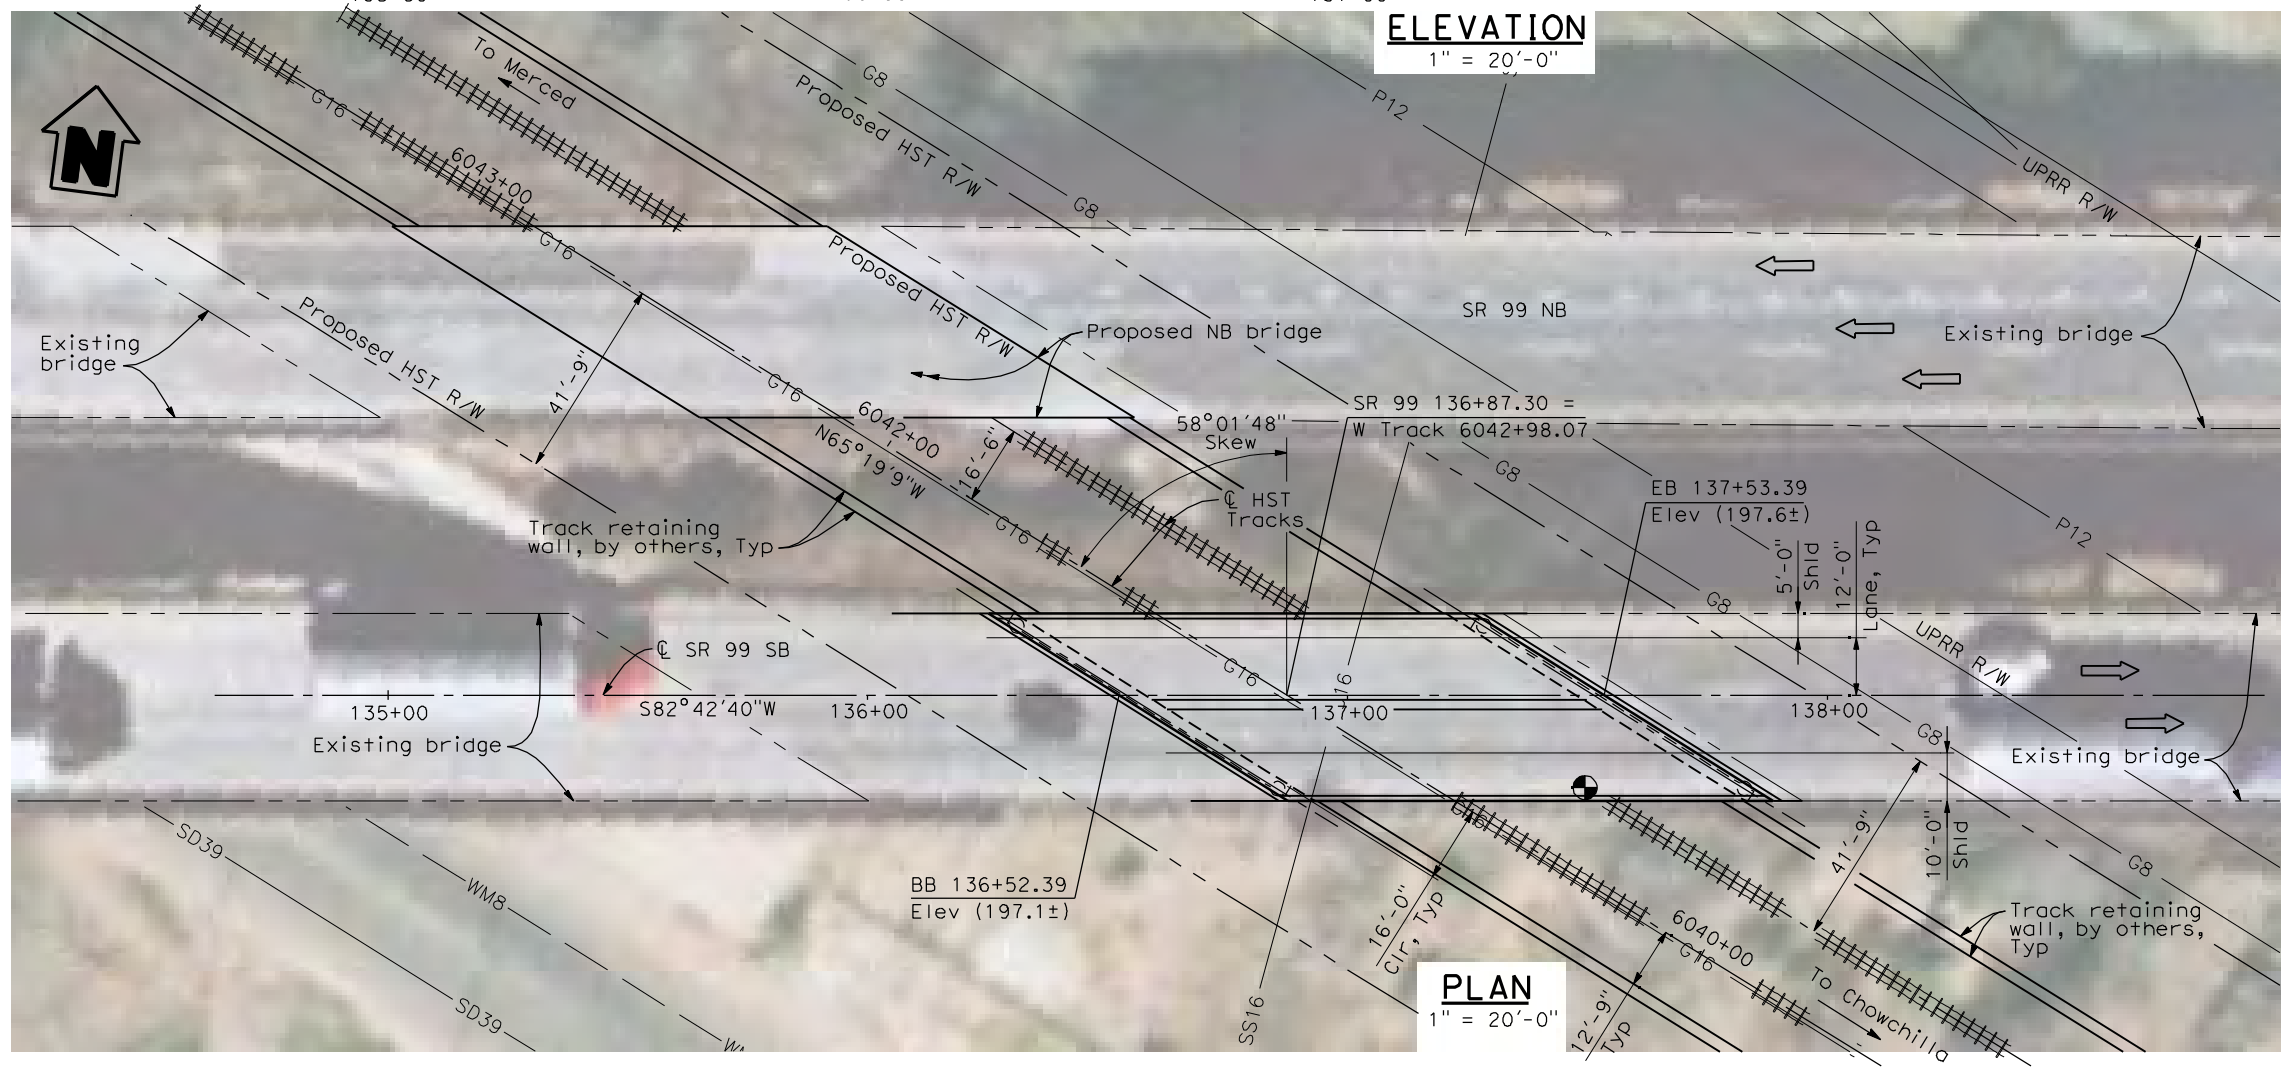 ELEVATION
1" = 20'-0"
To Merced
G8
P12
G16
Proposed HST R/W
6043+00
UPRR R/W
N
G8
G16
Proposed HST R/W
SR 99 NB
Proposed HST R/W
Existing
bridge
Proposed NB bridge
Existing bridge
41'-9"
G16
6042+00
N65°19'9"W
16'-6"
58°01'48"
Skew
SR 99 136+87.30 =
W Track 6042+98.07
G8
EB 137+53.39
Elev (197.6±)
℄ HST
Tracks
G16
Track retaining
wall, by others, Typ
P12
5'-0"
Shld
12'-0"
Lane, Typ
G8
UPRR R/W
℄ SR 99 SB
G16
16
135+00
S82°42'40"W
136+00
137+00
138+00
G8
Existing bridge
Existing bridge
SD39
WM8
G16
41'-9"
10'-0"
Shld
G8
BB 136+52.39
Elev (197.1±)
16'-0"
Clr, Typ
6040+00
G16
Track retaining
wall, by others,
Typ
To Chowchilla
SD39
SS16
12'-9"
Typ
PLAN
1" = 20'-0"